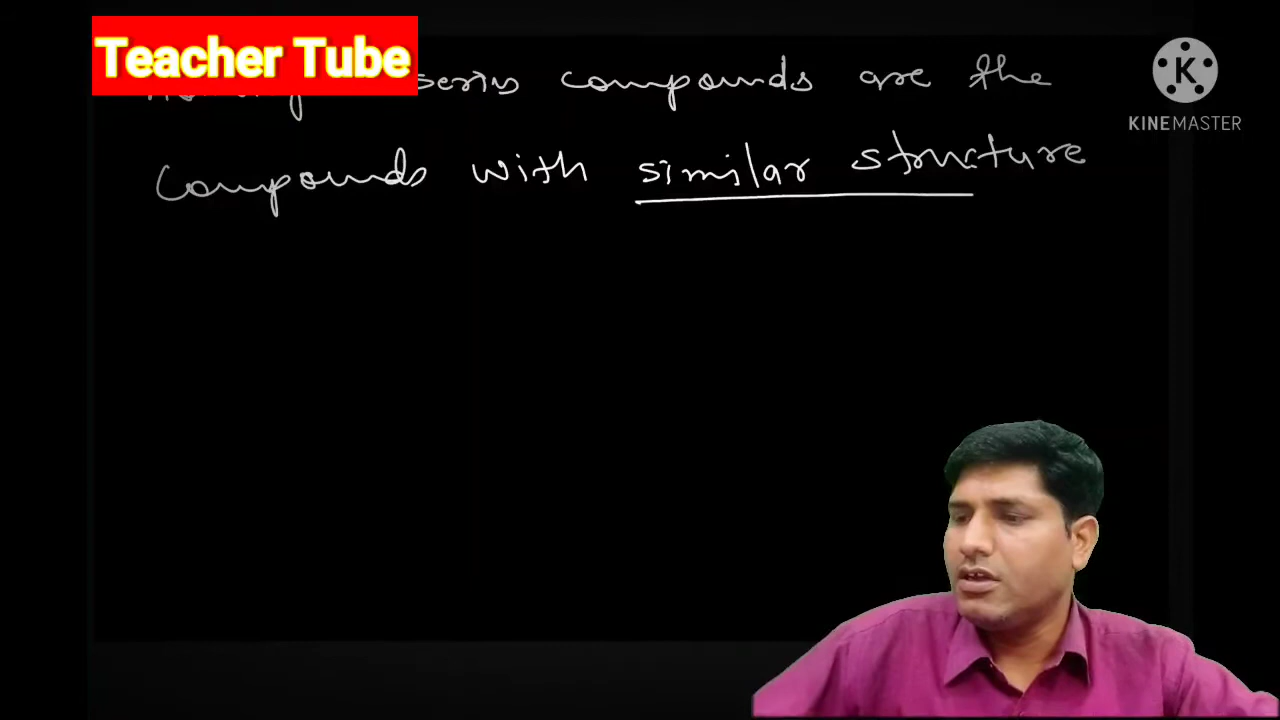 Teacher Tube
series compounds are the
compounds with similar structure
KINEMASTER